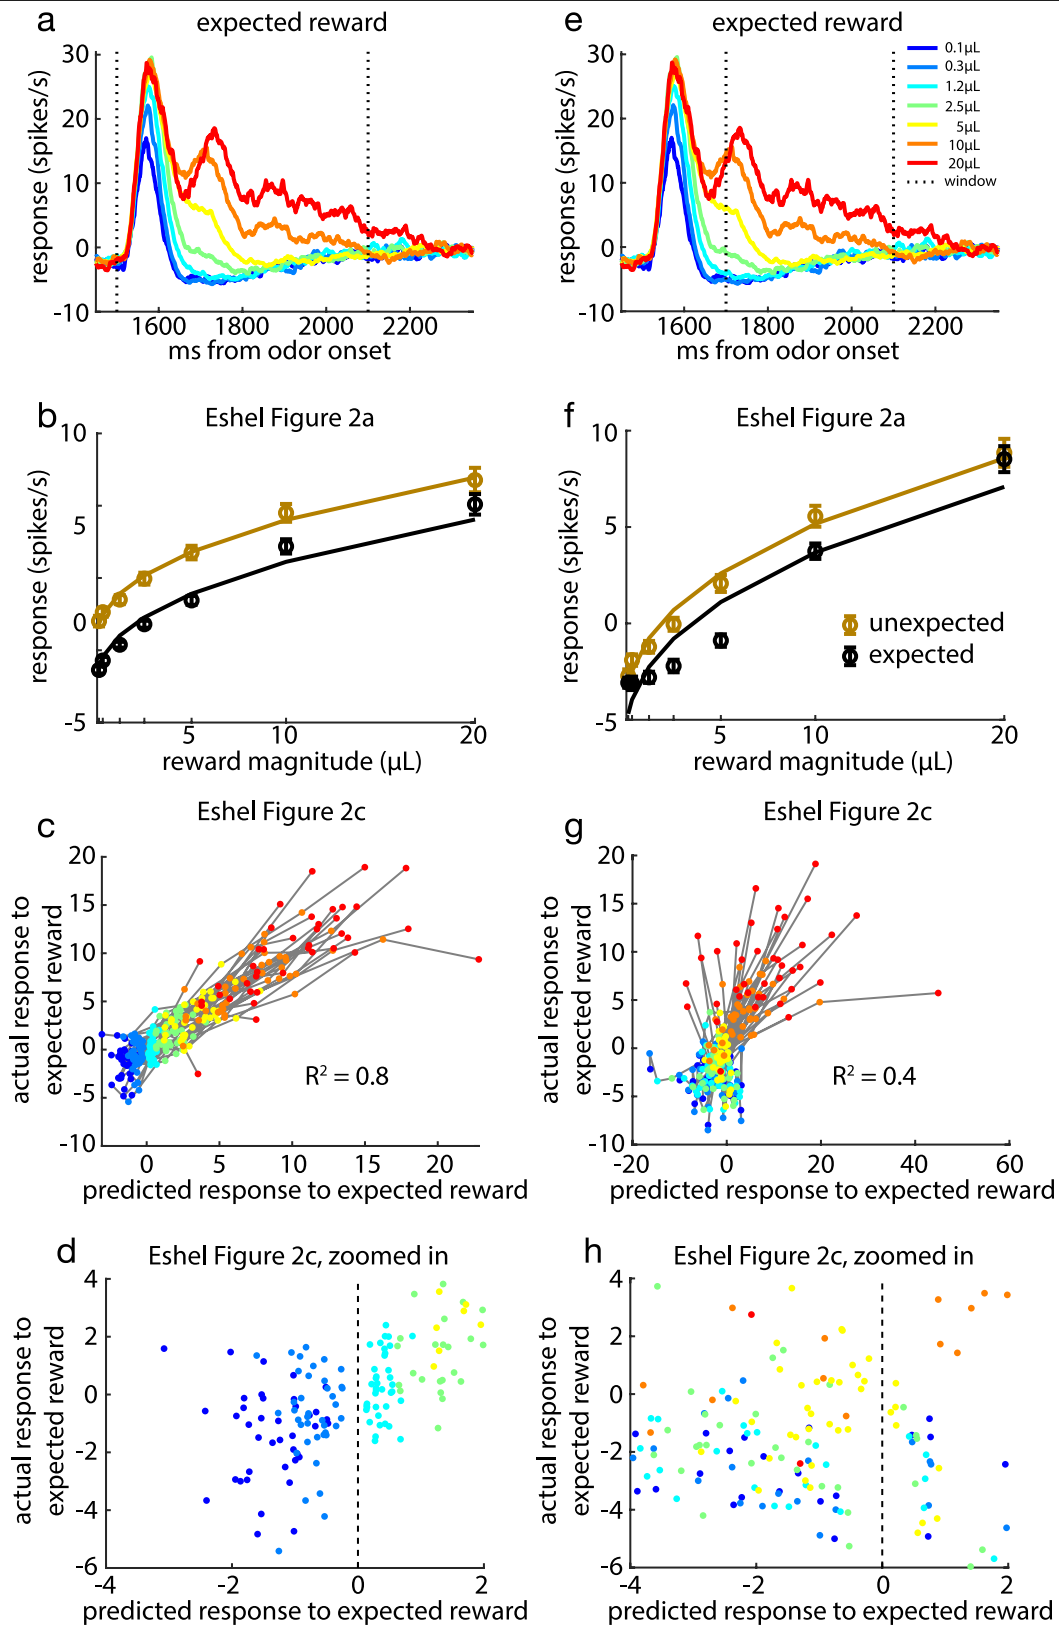 a
expected reward
response (spikes/s)
30
20
10
0
-10
1600
1800
2000
2200
ms from odor onset
e
expected reward
response (spikes/s)
30
20
10
0
-10
1600
1800
2000
2200
ms from odor onset
0.1µL
0.3µL
1.2µL
2.5µL
5µL
10µL
20µL
window
b
Eshel Figure 2a
response (spikes/s)
10
5
0
-5
5
10
20
reward magnitude (µL)
f
Eshel Figure 2a
response (spikes/s)
10
5
0
-5
5
10
20
reward magnitude (µL)
unexpected
expected
c
Eshel Figure 2c
actual response to
expected reward
20
15
10
5
0
-5
-10
0
5
10
15
20
R² = 0.8
predicted response to expected reward
g
Eshel Figure 2c
actual response to
expected reward
20
15
10
5
0
-5
-10
-20
0
20
40
60
R² = 0.4
predicted response to expected reward
d
Eshel Figure 2c, zoomed in
actual response to
expected reward
4
2
0
-2
-4
-6
-4
-2
0
2
predicted response to expected reward
h
Eshel Figure 2c, zoomed in
actual response to
expected reward
4
2
0
-2
-4
-6
-4
-2
0
2
predicted response to expected reward